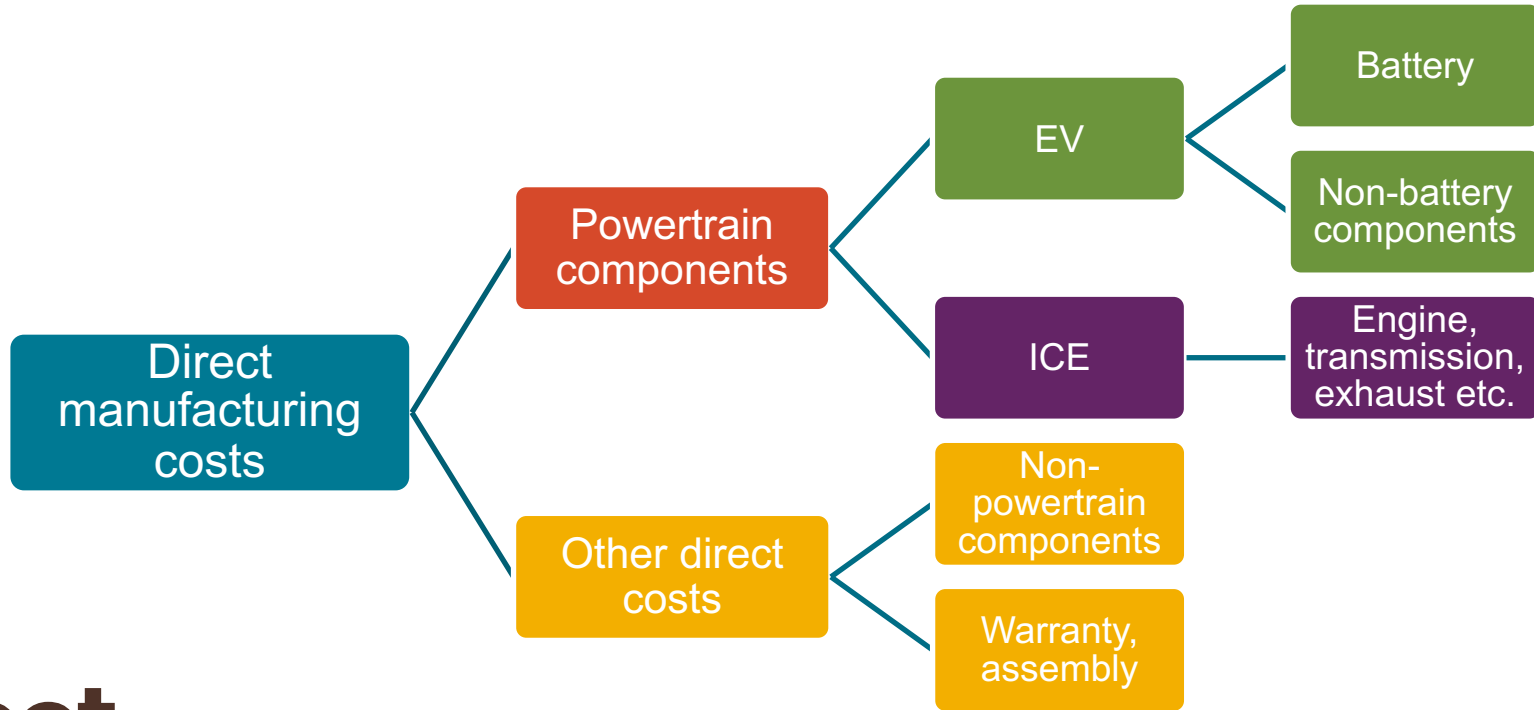 Direct
manufacturing
costs
Powertrain
components
EV
Battery
Non-battery
components
ICE
Engine,
transmission,
exhaust etc.
Other direct
costs
Non-
powertrain
components
Warranty,
assembly